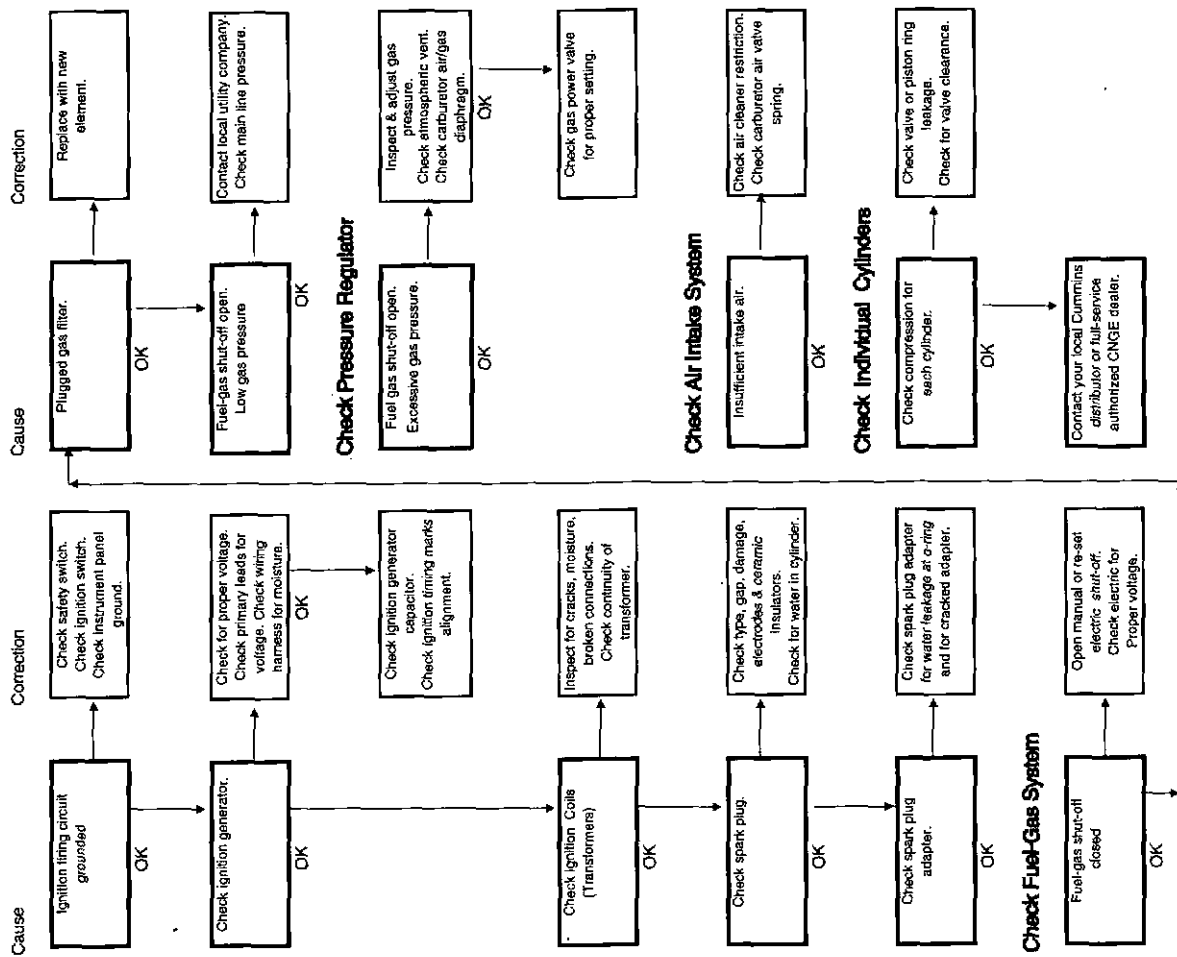 Cause
Correction
Ignition firing circuit
grounded
OK
Check safety switch.
Check ignition switch.
Check instrument panel
ground.
Check ignition generator.
OK
Check for proper voltage.
Check primary leads for
voltage. Check wiring
harness for moisture.
OK
Check ignition generator
capacitor.
Check ignition timing marks
alignment.
Check ignition Coils
(Transformers)
OK
Inspect for cracks, moisture,
broken connections.
Check continuity of
transformer.
Check spark plug.
OK
Check type, gap, damage,
electrodes & ceramic
insulators.
Check for water in cylinder.
Check spark plug
adapter.
OK
Check spark plug adapter
for water leakage at o-ring
and for cracked adapter.
Check Fuel-Gas System
Fuel-gas shut-off
closed
OK
Open manual or re-set
electric shut-off.
Check electric for
Proper voltage.
Cause
Correction
Plugged gas filter.
OK
Replace with new
element.
Fuel-gas shut-off open.
Low gas pressure
OK
Contact local utility company.
Check main line pressure.
Check Pressure Regulator
Fuel gas shut-off open.
Excessive gas pressure.
OK
Inspect & adjust gas
pressure.
Check atmospheric vent.
Check carburetor air/gas
diaphragm.
OK
Check gas power valve
for proper setting.
Check Air Intake System
Insufficient intake air.
OK
Check air cleaner restriction.
Check carburetor air valve
spring.
Check Individual Cylinders
Check compression for
each cylinder.
OK
Check valve or piston ring
leakage.
Check for valve clearance.
Contact your local Cummins
distributor or full-service
authorized CNGE dealer.